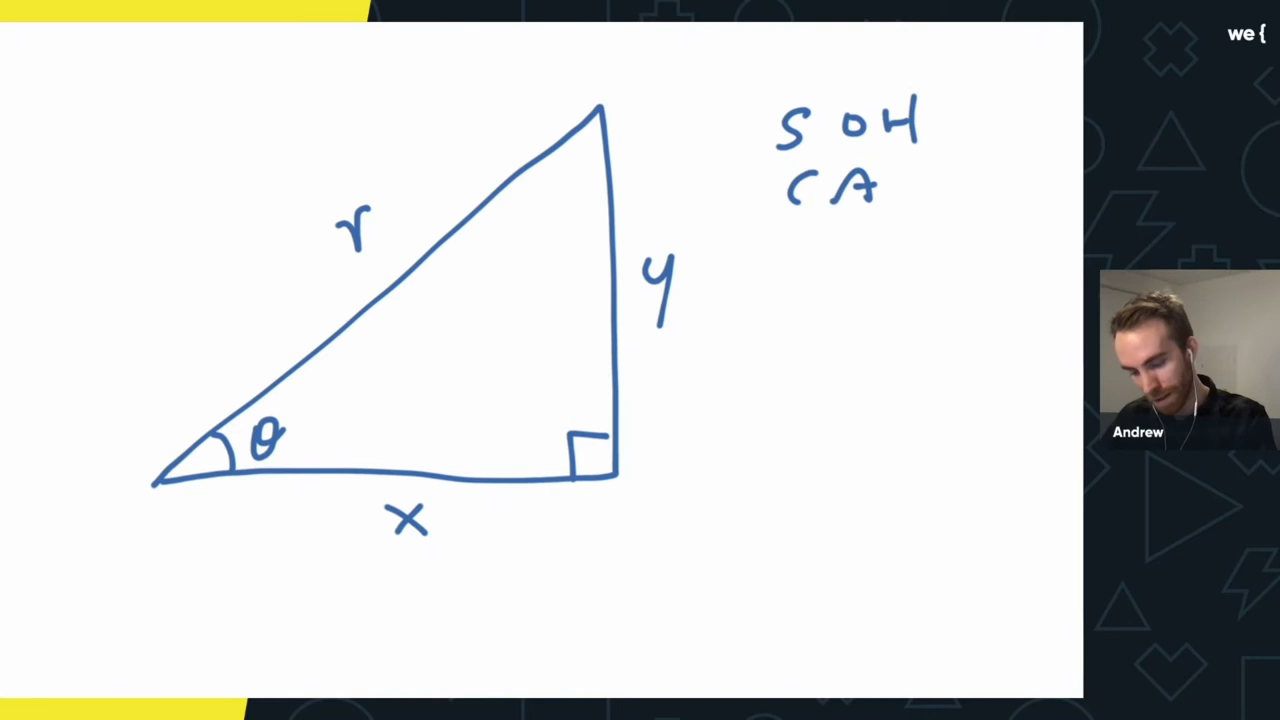 we {
S O H
C A
r
y
θ
x
Andrew